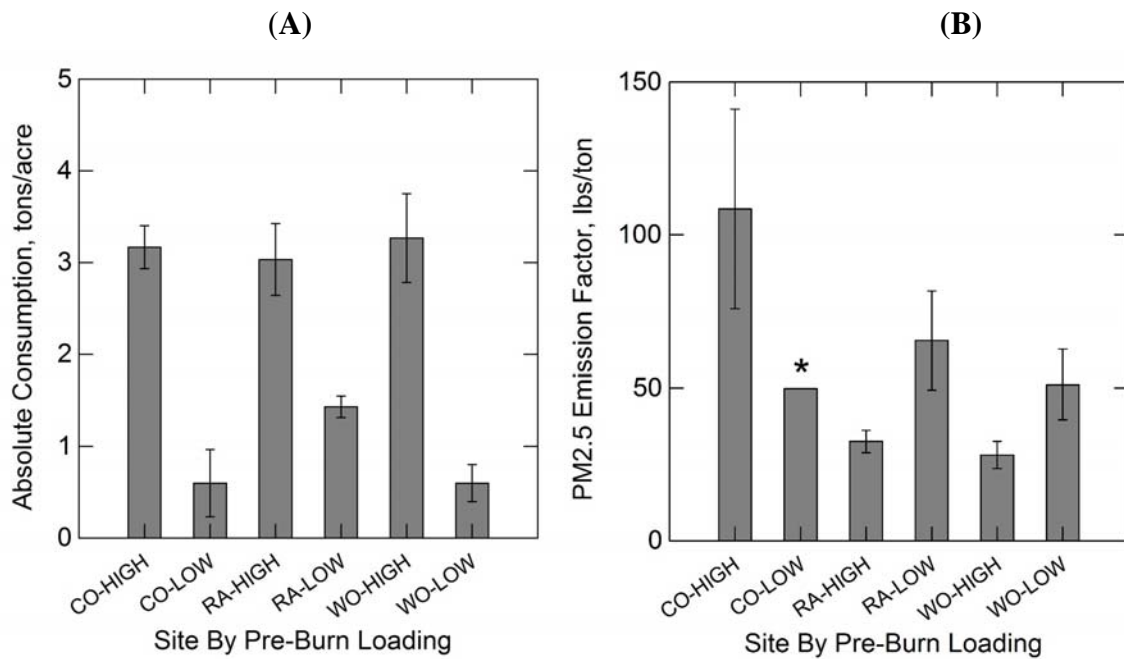 (A)
Absolute Consumption, tons/acre
5
4
3
2
1
0
CO-HIGH
CO-LOW
RA-HIGH
RA-LOW
WO-HIGH
WO-LOW
Site By Pre-Burn Loading
(B)
PM2.5 Emission Factor, lbs/ton
150
100
50
0
*
CO-HIGH
CO-LOW
RA-HIGH
RA-LOW
WO-HIGH
WO-LOW
Site By Pre-Burn Loading